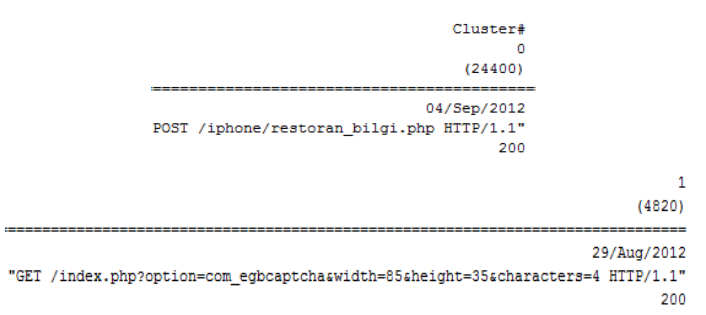 Cluster#
0
(24400)
==========================================
04/Sep/2012
POST /iphone/restoran_bilgi.php HTTP/1.1"
200
1
(4820)
===========================================================================
29/Aug/2012
"GET /index.php?option=com_egbcaptcha&width=85&height=35&characters=4 HTTP/1.1"
200